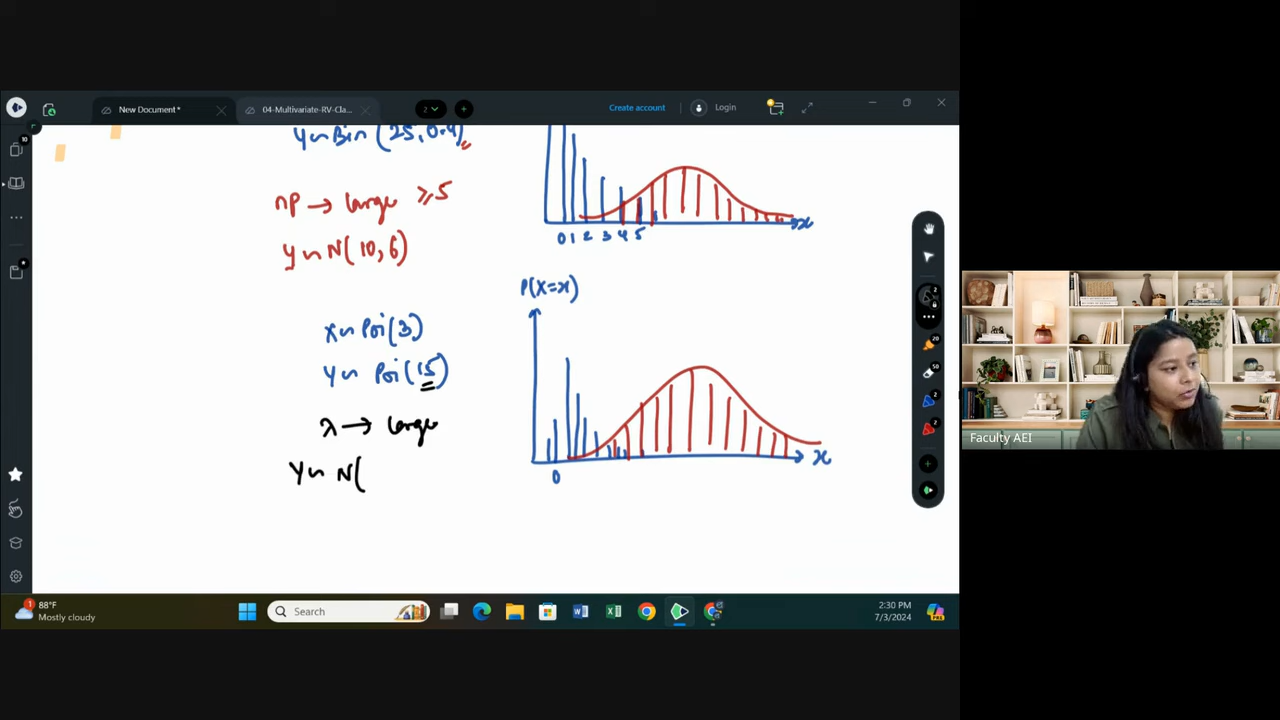 New Document*
04-Multivariate-RV-Cla...
2
Create account
Login
Y~Bin (25, 0.4)
np → large ≥5
Y~N(10,6)
0 1 2 3 4 5
x
P(X=x)
X~Poi(3)
Y~ Poi(15)
λ → large
Y~ N(
0
x
Faculty AEI
88°F
Mostly cloudy
Search
2:30 PM
7/3/2024